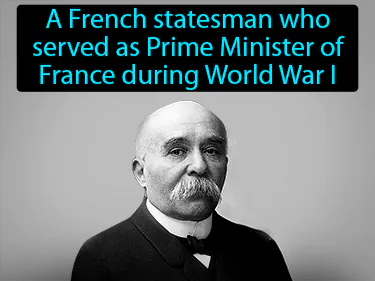 A French statesman who
served as Prime Minister of
France during World War I